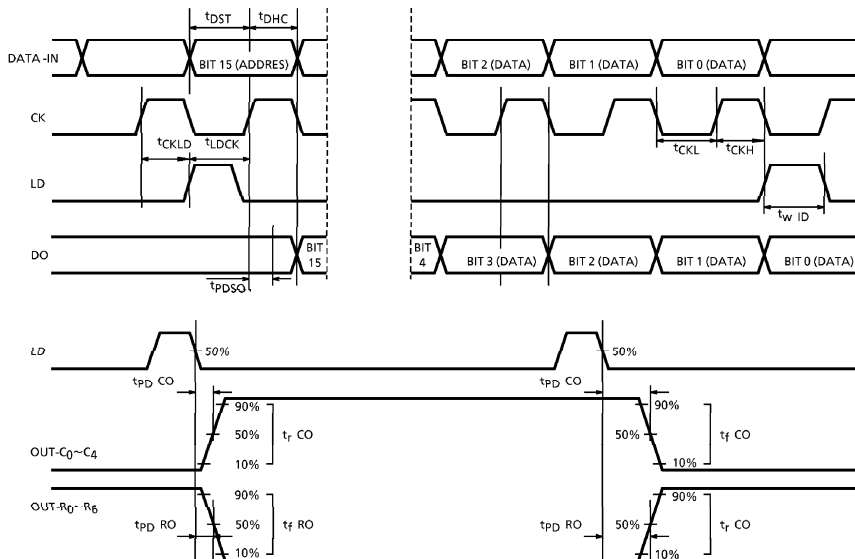 tDST tDHC
DATA-IN BIT 15 (ADDRES) BIT 2 (DATA) BIT 1 (DATA) BIT 0 (DATA)
CK
tCKLD tLDCK tCKL tCKH
LD
tw ID
DO BIT 15 BIT 4 BIT 3 (DATA) BIT 2 (DATA) BIT 1 (DATA) BIT 0 (DATA)
tPDSO
LD 50% 50%
tPD CO tPD CO
90% 90%
50% tr CO 50% tf CO
OUT-C0~C4 10% 10%
OUT-R0~R6 90% 90%
tPD RO 50% tf RO tPD RO 50% tr CO
10% 10%